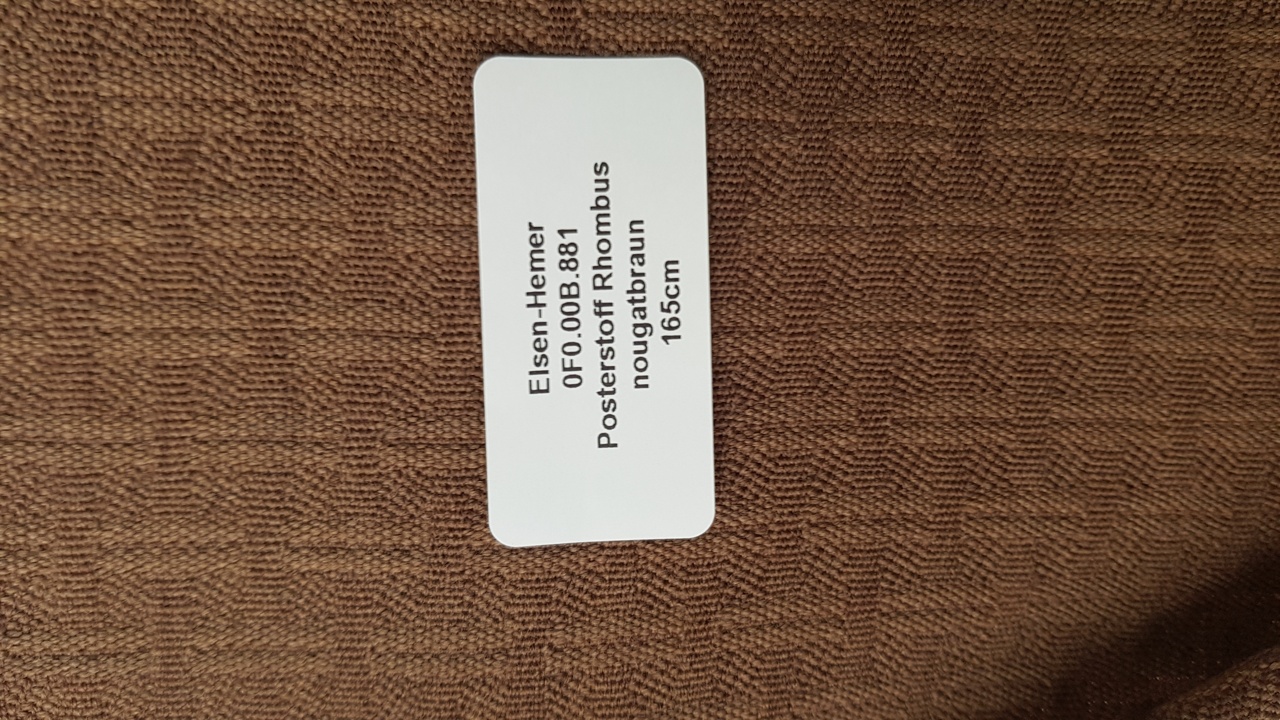 Elsen-Hemer
0F0.00B.881
Posterstoff Rhombus
nougatbraun
165cm